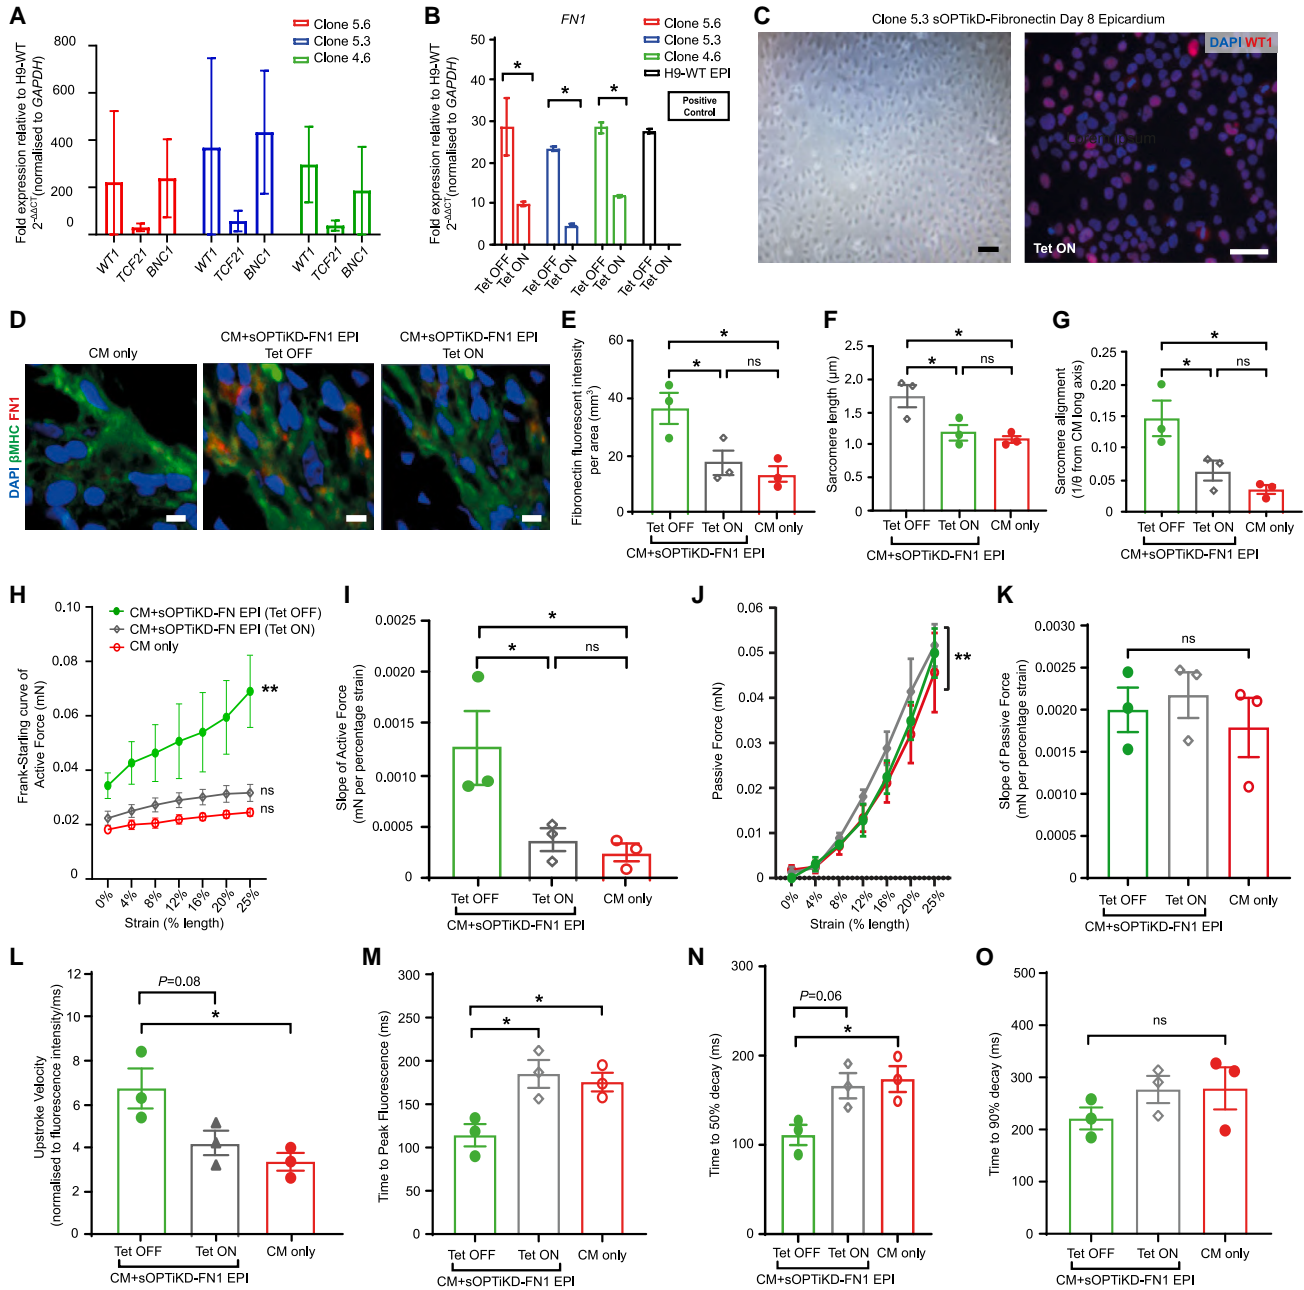 A
Fold expression relative to H9-WT
2-ΔΔCT(normalised to GAPDH)
800
600
400
200
0
Clone 5.6
Clone 5.3
Clone 4.6
WT1
TCF21
BNC1
WT1
TCF21
BNC1
WT1
TCF21
BNC1
B
FN1
Fold expression relative to H9-WT
2-ΔΔCT(normalised to GAPDH)
50
40
30
20
10
0
Clone 5.6
Clone 5.3
Clone 4.6
H9-WT EPI
Positive
Control
*
*
*
Tet OFF
Tet ON
Tet OFF
Tet ON
Tet OFF
Tet ON
Tet OFF
Tet ON
C
Clone 5.3 sOPTikD-Fibronectin Day 8 Epicardium
DAPI WT1
Tet ON
D
DAPI βMHC FN1
CM only
CM+sOPTiKD-FN1 EPI
Tet OFF
CM+sOPTiKD-FN1 EPI
Tet ON
E
Fibronectin fluorescent intensity
per area (mm3)
60
40
20
0
*
*
ns
Tet OFF
Tet ON
CM only
CM+sOPTiKD-FN1 EPI
F
Sarcomere length (μm)
2.5
2.0
1.5
1.0
0.5
0
*
*
ns
Tet OFF
Tet ON
CM only
CM+sOPTiKD-FN1 EPI
G
Sarcomere alignment
(1/θ from CM long axis)
0.25
0.20
0.15
0.10
0.05
0
*
*
ns
Tet OFF
Tet ON
CM only
CM+sOPTiKD-FN1 EPI
H
Frank-Starling curve of
Active Force (mN)
0.10
0.08
0.06
0.04
0.02
0
CM+sOPTiKD-FN EPI (Tet OFF)
CM+sOPTiKD-FN EPI (Tet ON)
CM only
**
ns
ns
0%
4%
8%
12%
16%
20%
25%
Strain (% length)
I
Slope of Active Force
(mN per percentage strain)
0.0025
0.0020
0.0015
0.0010
0.0005
0
*
*
ns
Tet OFF
Tet ON
CM only
CM+sOPTiKD-FN1 EPI
J
Passive Force (mN)
0.06
0.05
0.04
0.03
0.02
0.01
0
**
0%
4%
8%
12%
16%
20%
25%
Strain (% length)
K
Slope of Passive Force
(mN per percentage strain)
0.0030
0.0025
0.0020
0.0015
0.0010
0.0005
0
ns
Tet OFF
Tet ON
CM only
CM+sOPTiKD-FN1 EPI
L
Upstroke Velocity
(normalised to fluorescence intensity/ms)
12
10
8
6
4
2
0
P=0.08
*
Tet OFF
Tet ON
CM only
CM+sOPTiKD-FN1 EPI
M
Time to Peak Fluorescence (ms)
300
250
200
150
100
50
0
*
*
Tet OFF
Tet ON
CM only
CM+sOPTiKD-FN1 EPI
N
Time to 50% decay (ms)
300
200
100
0
P=0.06
*
Tet OFF
Tet ON
CM only
CM+sOPTiKD-FN1 EPI
O
Time to 90% decay (ms)
500
400
300
200
100
0
ns
Tet OFF
Tet ON
CM only
CM+sOPTiKD-FN1 EPI